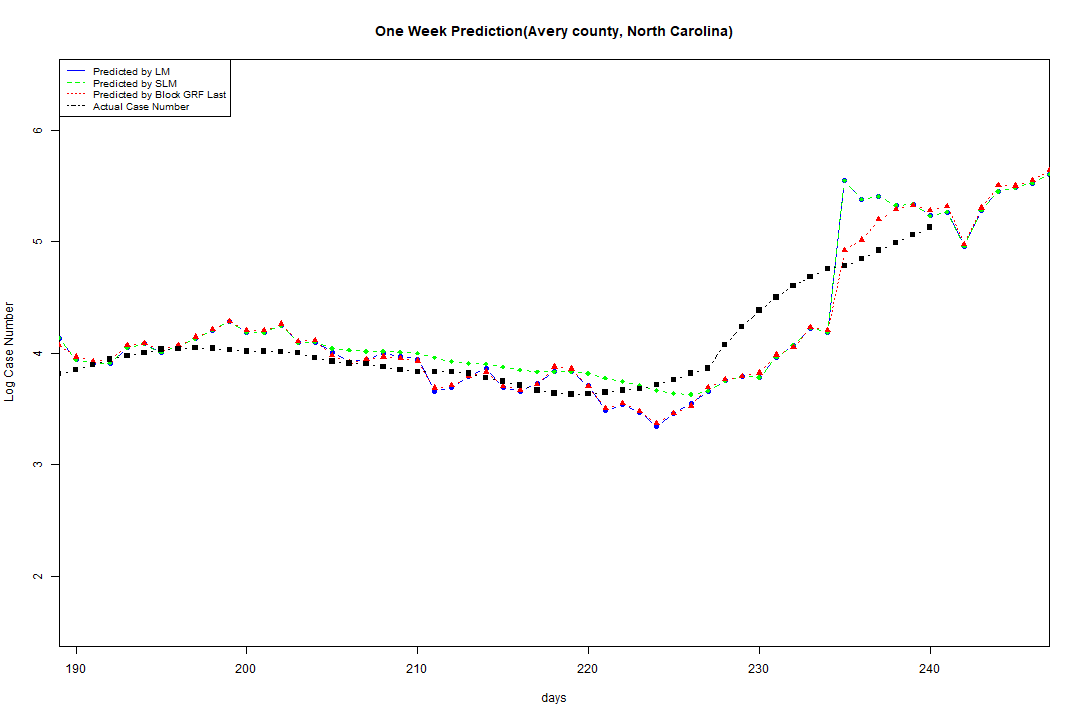 One Week Prediction(Avery county, North Carolina)
Predicted by LM
Predicted by SLM
Predicted by Block GRF Last
Actual Case Number
6
5
4
3
2
Log Case Number
190 200 210 220 230 240
days